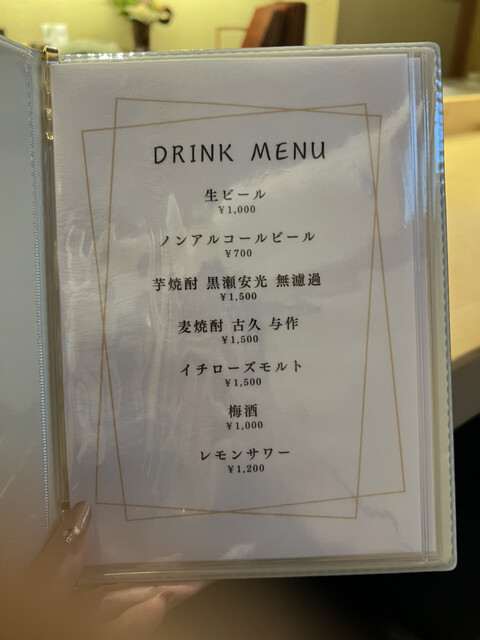 DRINK MENU
生ビール
¥1,000
ノンアルコールビール
¥700
芋焼酎 黒瀬安光 無濾過
¥1,500
麦焼酎 古久 与作
¥1,500
イチローズモルト
¥1,500
梅酒
¥1,000
レモンサワー
¥1,200